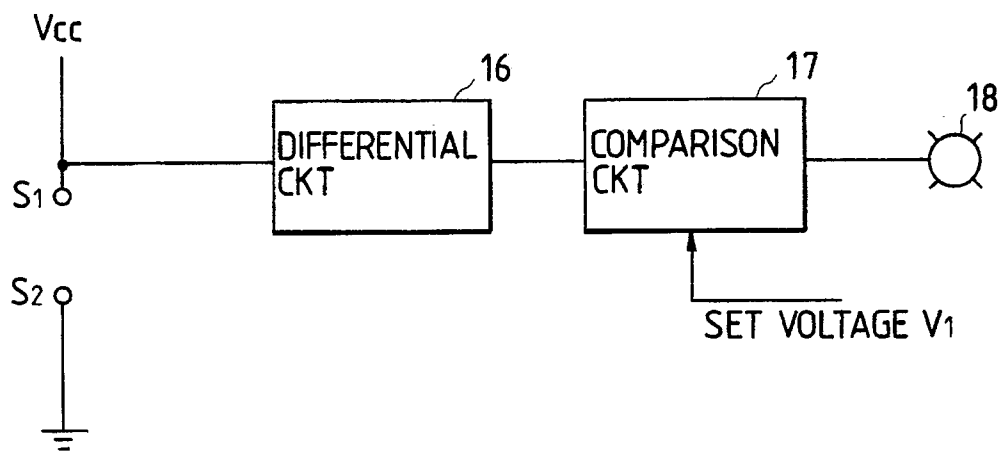 Vcc
16
17
18
DIFFERENTIAL
CKT
COMPARISON
CKT
S1
S2
SET VOLTAGE V1